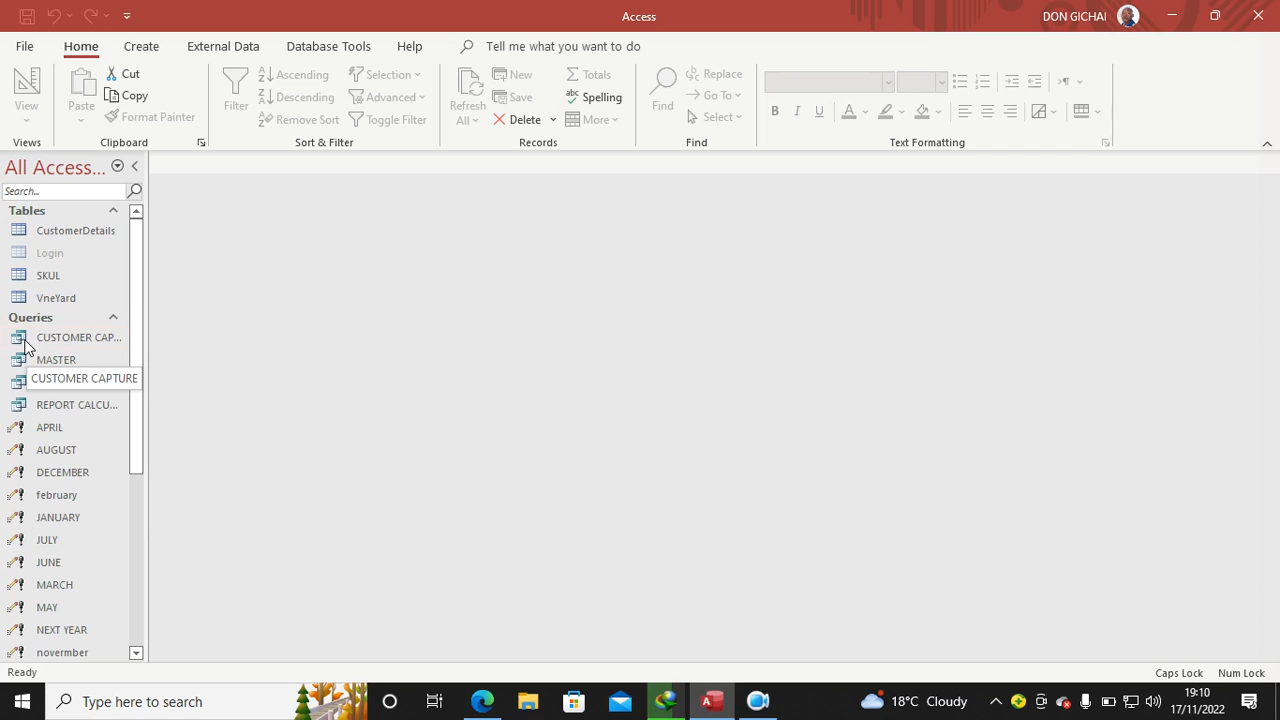 Access
DON GICHAI
File Home Create External Data Database Tools Help Tell me what you want to do
View
Views
Paste
Cut
Copy
Format Painter
Clipboard
Filter
Ascending
Descending
Remove Sort
Selection
Advanced
Toggle Filter
Sort & Filter
Refresh
All
New
Save
Delete
Totals
Spelling
More
Records
Find
Replace
Go To
Select
Find
B I U A
Text Formatting
All Access...
Search...
Tables
CustomerDetails
Login
SKUL
VneYard
Queries
CUSTOMER CAP...
MASTER
CUSTOMER CAPTURE
REPORT CALCU...
APRIL
AUGUST
DECEMBER
february
JANUARY
JULY
JUNE
MARCH
MAY
NEXT YEAR
novermber
Ready
Caps Lock Num Lock
Type here to search
18°C Cloudy
19:10
17/11/2022